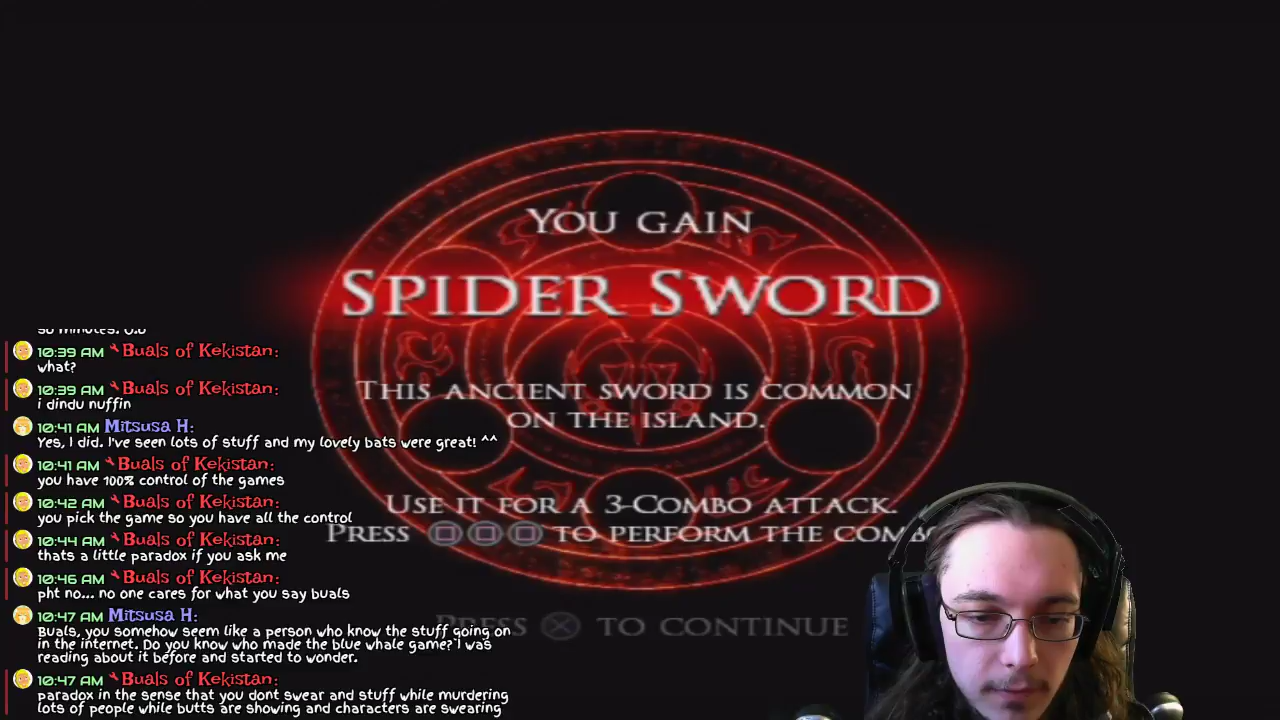 YOU GAIN
SPIDER SWORD
THIS ANCIENT SWORD IS COMMON
ON THE ISLAND.
USE IT FOR A 3-COMBO ATTACK.
PRESS TO PERFORM THE COMB
PRESS TO CONTINUE
10:39 AM Buals of Kekistan:
what?
10:39 AM Buals of Kekistan:
i dindu nuffin
10:41 AM Mitsusa H:
Yes, I did. I've seen lots of stuff and my lovely bats were great! ^^
10:41 AM Buals of Kekistan:
you have 100% control of the games
10:42 AM Buals of Kekistan:
you pick the game so you have all the control
10:44 AM Buals of Kekistan:
thats a little paradox if you ask me
10:46 AM Buals of Kekistan:
pht no... no one cares for what you say buals
10:47 AM Mitsusa H:
Buals, you somehow seem like a person who know the stuff going on
in the internet. Do you know who made the blue whale game? I was
reading about it before and started to wonder.
10:47 AM Buals of Kekistan:
paradox in the sense that you dont swear and stuff while murdering
lots of people while butts are showing and characters are swearing